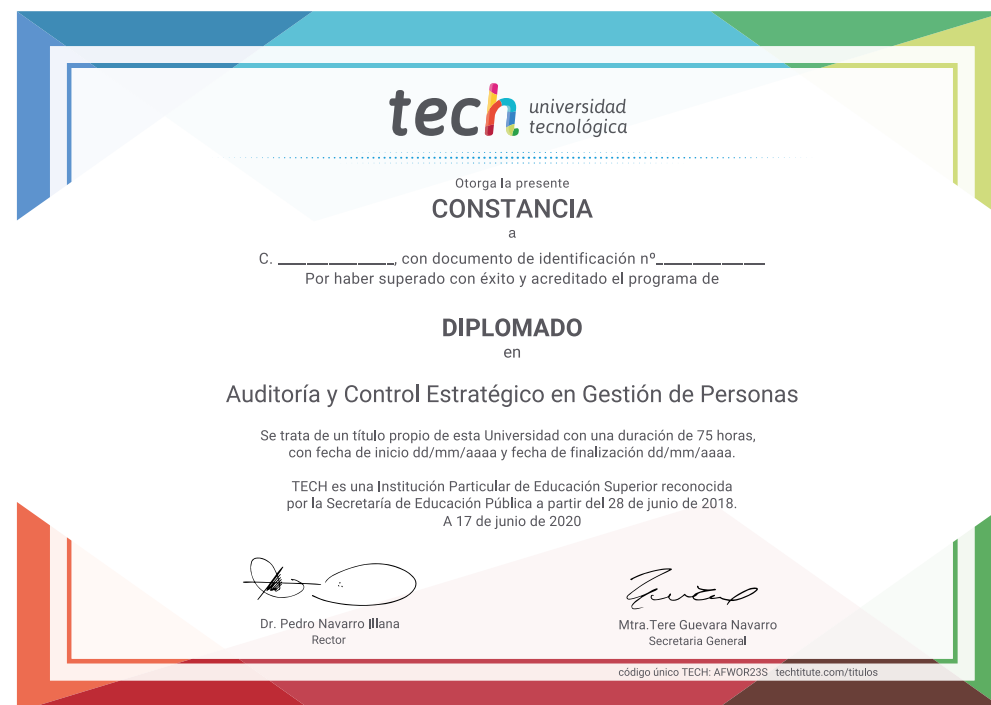 tech universidad
tecnológica
Otorga la presente
CONSTANCIA
a
C. ______________, con documento de identificación nº______________
Por haber superado con éxito y acreditado el programa de
DIPLOMADO
en
Auditoría y Control Estratégico en Gestión de Personas
Se trata de un título propio de esta Universidad con una duración de 75 horas,
con fecha de inicio dd/mm/aaaa y fecha de finalización dd/mm/aaaa.
TECH es una Institución Particular de Educación Superior reconocida
por la Secretaría de Educación Pública a partir del 28 de junio de 2018.
A 17 de junio de 2020
Dr. Pedro Navarro Illana
Rector
Mtra.Tere Guevara Navarro
Secretaria General
código único TECH: AFWOR23S techtitute.com/titulos